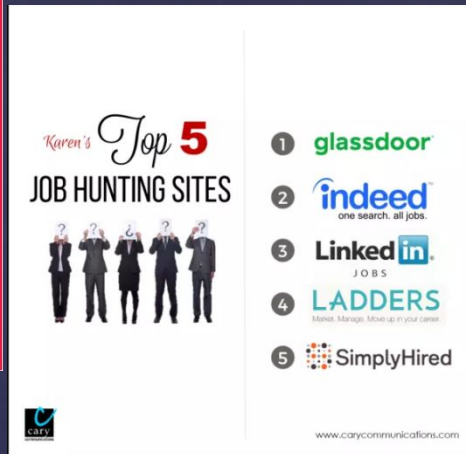 Karen's Top 5
JOB HUNTING SITES
? ? ? ¿ ?
1 glassdoor
2 indeed
one search. all jobs.
3 Linked in.
JOBS
4 LADDERS
Market. Manage. Move up in your career.
5 SimplyHired
cary
www.carycommunications.com